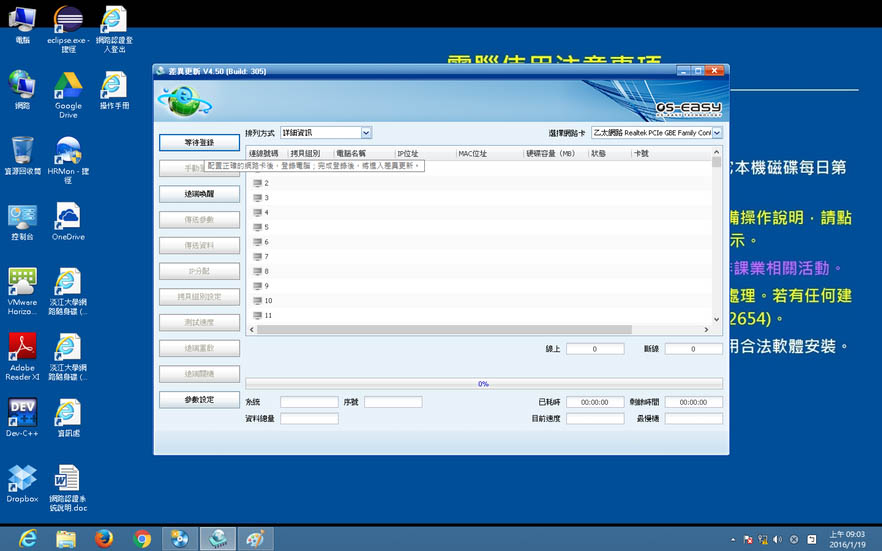 電腦
eclipse.exe -
捷徑
網路認證登
入登出
網路
Google
Drive
操作手冊
資源回收筒
HRMon - 捷
徑
控制台
OneDrive
VMware
Horizo...
淡江大學網
路隨身碟 (...
Adobe
Reader XI
淡江大學網
路隨身碟 (...
Dev-C++
資訊處
Dropbox
網路認證系
統說明.doc
電腦使用注意事項
本機磁碟每日第
備操作說明，請點
示。
課業相關活動。
處理。若有任何建
2654)。
用合法軟體安裝。
差異更新 V4.50 [Build: 305]
OS-EASY
等待登錄
遠端喚醒
傳送參數
傳送資料
IP分配
拷貝組別設定
測試速度
遠端重啟
遠端關機
參數設定
排列方式 詳細資訊
選擇網路卡 乙太網路 Realtek PCIe GBE Family Con
連線號碼 拷貝組別 電腦名稱 IP位址 MAC位址 硬碟容量（MB） 狀態 卡號
配置正確的網路卡後，登錄電腦；完成登錄後，將進入差異更新。
2
3
4
5
6
7
8
9
10
11
線上 0 斷線 0
0%
系統 序號 已耗時 00:00:00 剩餘時間 00:00:00
資料總量 目前速度 最慢機
上午 09:03
2016/1/19